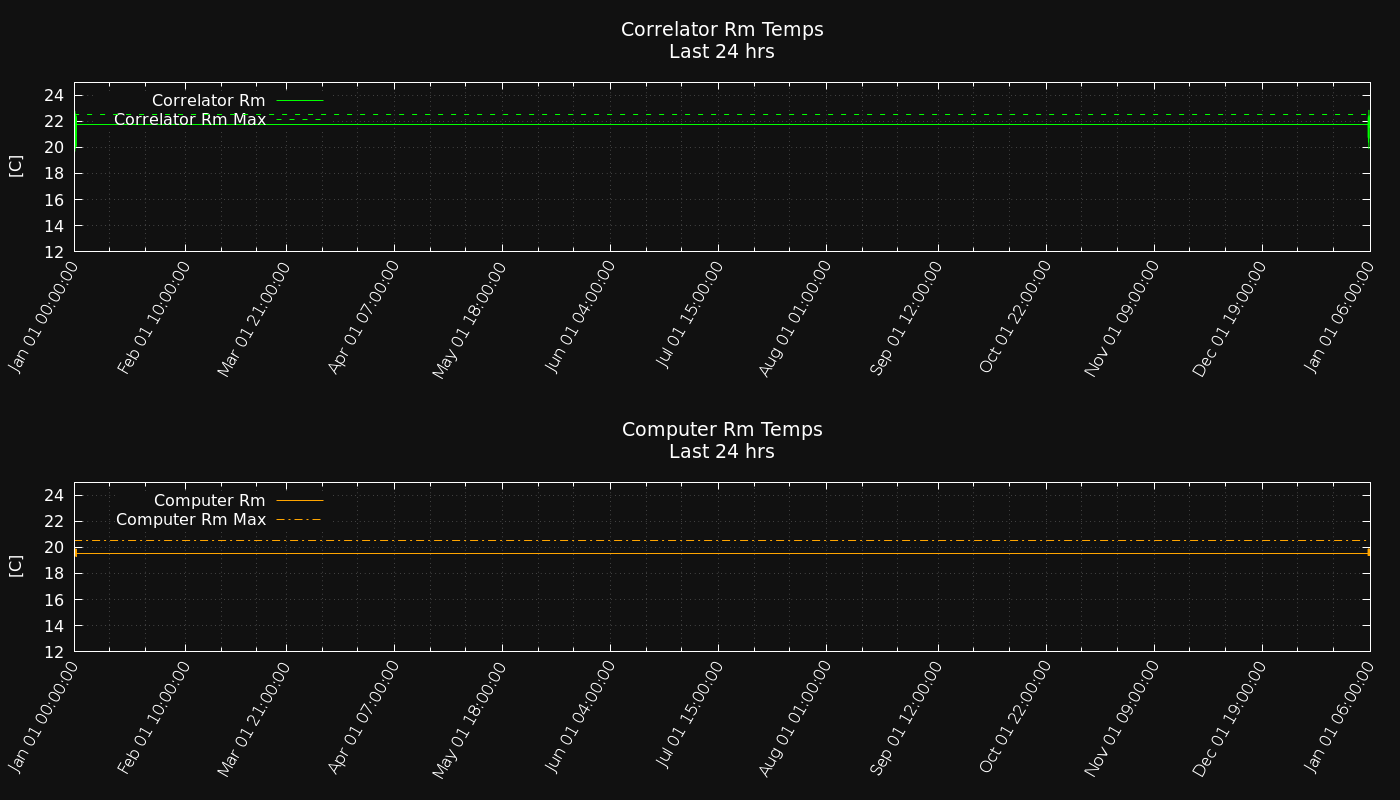 Correlator Rm Temps
Last 24 hrs
Correlator Rm
Correlator Rm Max
[C]
24
22
20
18
16
14
12
Jan 01 00:00:00
Feb 01 10:00:00
Mar 01 21:00:00
Apr 01 07:00:00
May 01 18:00:00
Jun 01 04:00:00
Jul 01 15:00:00
Aug 01 01:00:00
Sep 01 12:00:00
Oct 01 22:00:00
Nov 01 09:00:00
Dec 01 19:00:00
Jan 01 06:00:00
Computer Rm Temps
Last 24 hrs
Computer Rm
Computer Rm Max
[C]
24
22
20
18
16
14
12
Jan 01 00:00:00
Feb 01 10:00:00
Mar 01 21:00:00
Apr 01 07:00:00
May 01 18:00:00
Jun 01 04:00:00
Jul 01 15:00:00
Aug 01 01:00:00
Sep 01 12:00:00
Oct 01 22:00:00
Nov 01 09:00:00
Dec 01 19:00:00
Jan 01 06:00:00